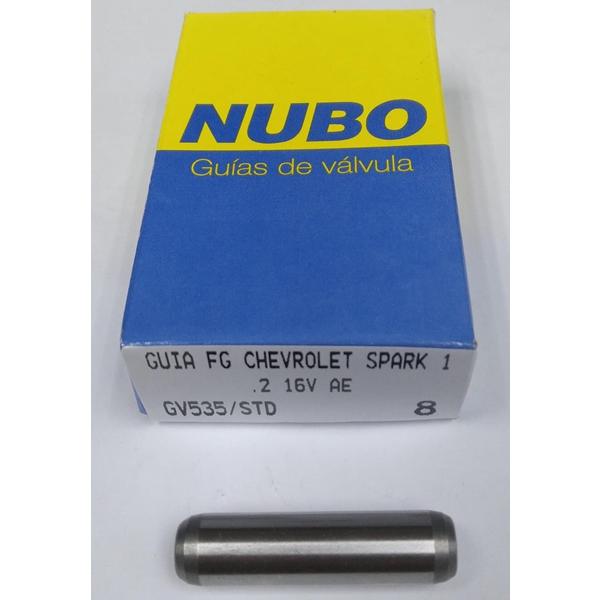 NUBO
Guías de válvula
GUIA FG CHEVROLET SPARK 1
.2 16V AE
GV535/STD 8